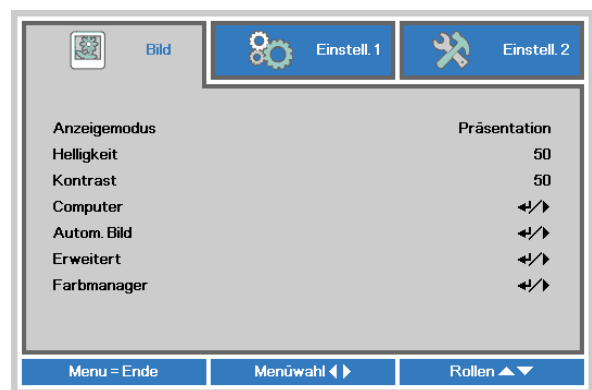 Bild
Einstell. 1
Einstell. 2
Anzeigemodus Präsentation
Helligkeit 50
Kontrast 50
Computer ↵/▶
Autom. Bild ↵/▶
Erweitert ↵/▶
Farbmanager ↵/▶
Menu = Ende
Menüwahl ◀ ▶
Rollen ▲▼